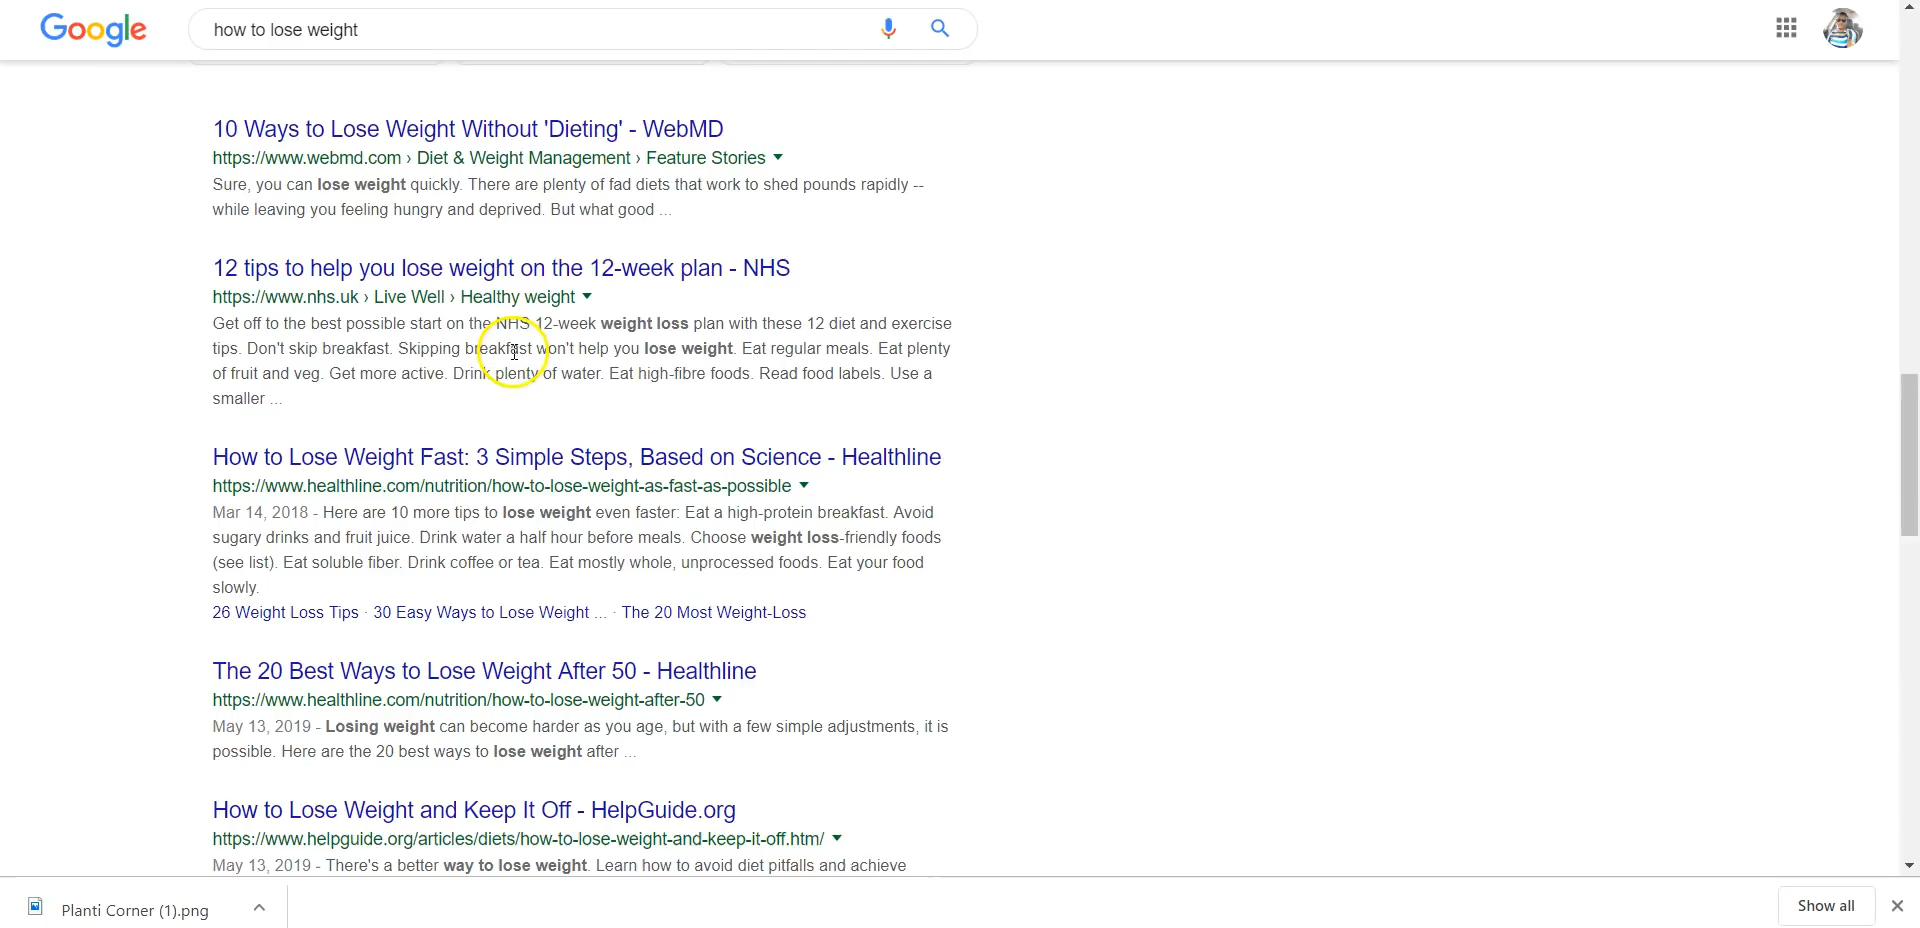 Google
how to lose weight
10 Ways to Lose Weight Without 'Dieting' - WebMD
https://www.webmd.com › Diet & Weight Management › Feature Stories
Sure, you can lose weight quickly. There are plenty of fad diets that work to shed pounds rapidly --
while leaving you feeling hungry and deprived. But what good ...
12 tips to help you lose weight on the 12-week plan - NHS
https://www.nhs.uk › Live Well › Healthy weight
Get off to the best possible start on the NHS 12-week weight loss plan with these 12 diet and exercise
tips. Don't skip breakfast. Skipping breakfast won't help you lose weight. Eat regular meals. Eat plenty
of fruit and veg. Get more active. Drink plenty of water. Eat high-fibre foods. Read food labels. Use a
smaller ...
How to Lose Weight Fast: 3 Simple Steps, Based on Science - Healthline
https://www.healthline.com/nutrition/how-to-lose-weight-as-fast-as-possible
Mar 14, 2018 - Here are 10 more tips to lose weight even faster: Eat a high-protein breakfast. Avoid
sugary drinks and fruit juice. Drink water a half hour before meals. Choose weight loss-friendly foods
(see list). Eat soluble fiber. Drink coffee or tea. Eat mostly whole, unprocessed foods. Eat your food
slowly.
26 Weight Loss Tips · 30 Easy Ways to Lose Weight ... · The 20 Most Weight-Loss
The 20 Best Ways to Lose Weight After 50 - Healthline
https://www.healthline.com/nutrition/how-to-lose-weight-after-50
May 13, 2019 - Losing weight can become harder as you age, but with a few simple adjustments, it is
possible. Here are the 20 best ways to lose weight after ...
How to Lose Weight and Keep It Off - HelpGuide.org
https://www.helpguide.org/articles/diets/how-to-lose-weight-and-keep-it-off.htm/
May 13, 2019 - There's a better way to lose weight. Learn how to avoid diet pitfalls and achieve
Planti Corner (1).png
Show all